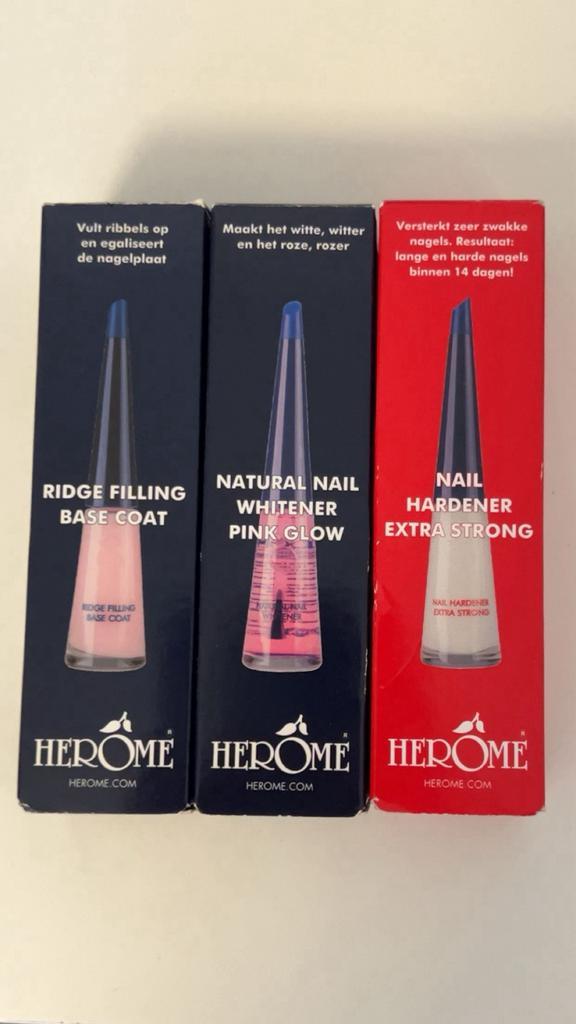 Vult ribbels op
en egaliseert
de nagelplaat
RIDGE FILLING
BASE COAT
RIDGE FILLING
BASE COAT
HERÔME®
HEROME.COM
Maakt het witte, witter
en het roze, rozer
NATURAL NAIL
WHITENER
PINK GLOW
NATURAL NAIL
WHITENER
HERÔME®
HEROME.COM
Versterkt zeer zwakke
nagels. Resultaat:
lange en harde nagels
binnen 14 dagen!
NAIL
HARDENER
EXTRA STRONG
NAIL HARDENER
EXTRA STRONG
HERÔME®
HEROME.COM